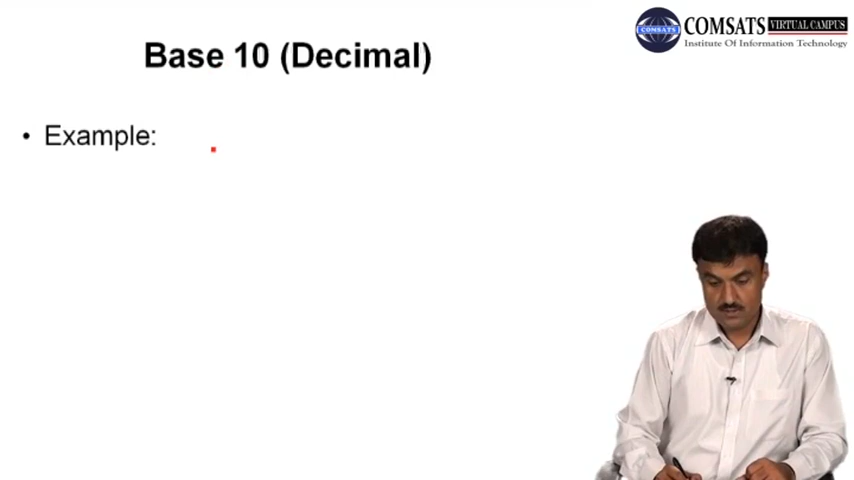 COMSATS VIRTUAL CAMPUS
Institute Of Information Technology
COMSATS
Base 10 (Decimal)
• Example: